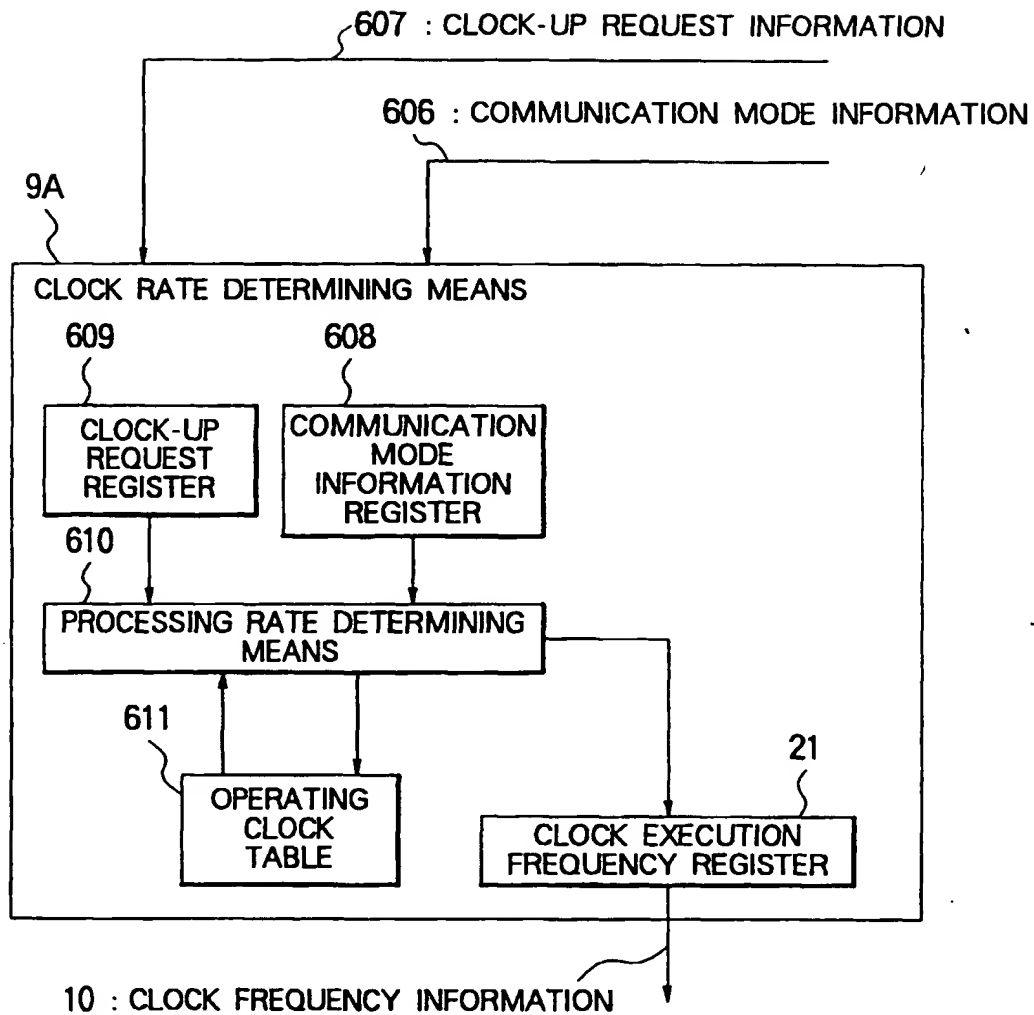 607 : CLOCK-UP REQUEST INFORMATION
606 : COMMUNICATION MODE INFORMATION
9A
CLOCK RATE DETERMINING MEANS
609
608
CLOCK-UP
REQUEST
REGISTER
COMMUNICATION
MODE
INFORMATION
REGISTER
610
PROCESSING RATE DETERMINING
MEANS
611
OPERATING
CLOCK
TABLE
21
CLOCK EXECUTION
FREQUENCY REGISTER
10 : CLOCK FREQUENCY INFORMATION